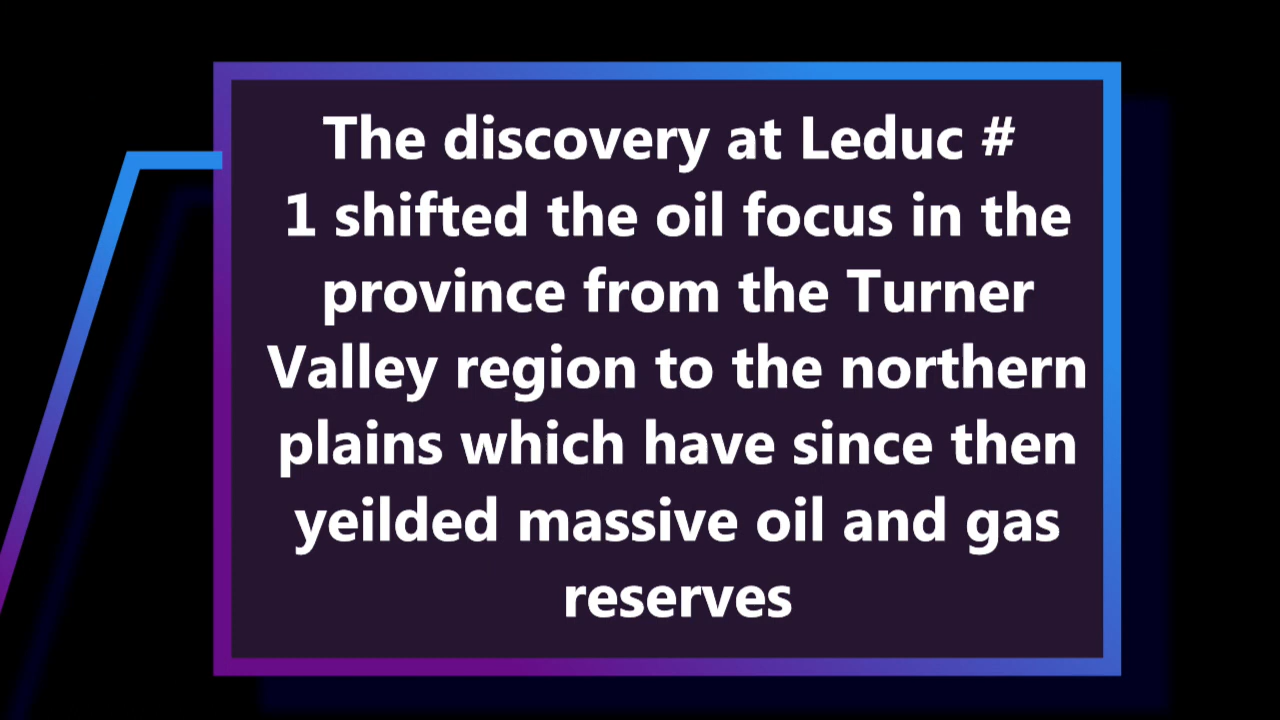 The discovery at Leduc #
1 shifted the oil focus in the
province from the Turner
Valley region to the northern
plains which have since then
yeilded massive oil and gas
reserves